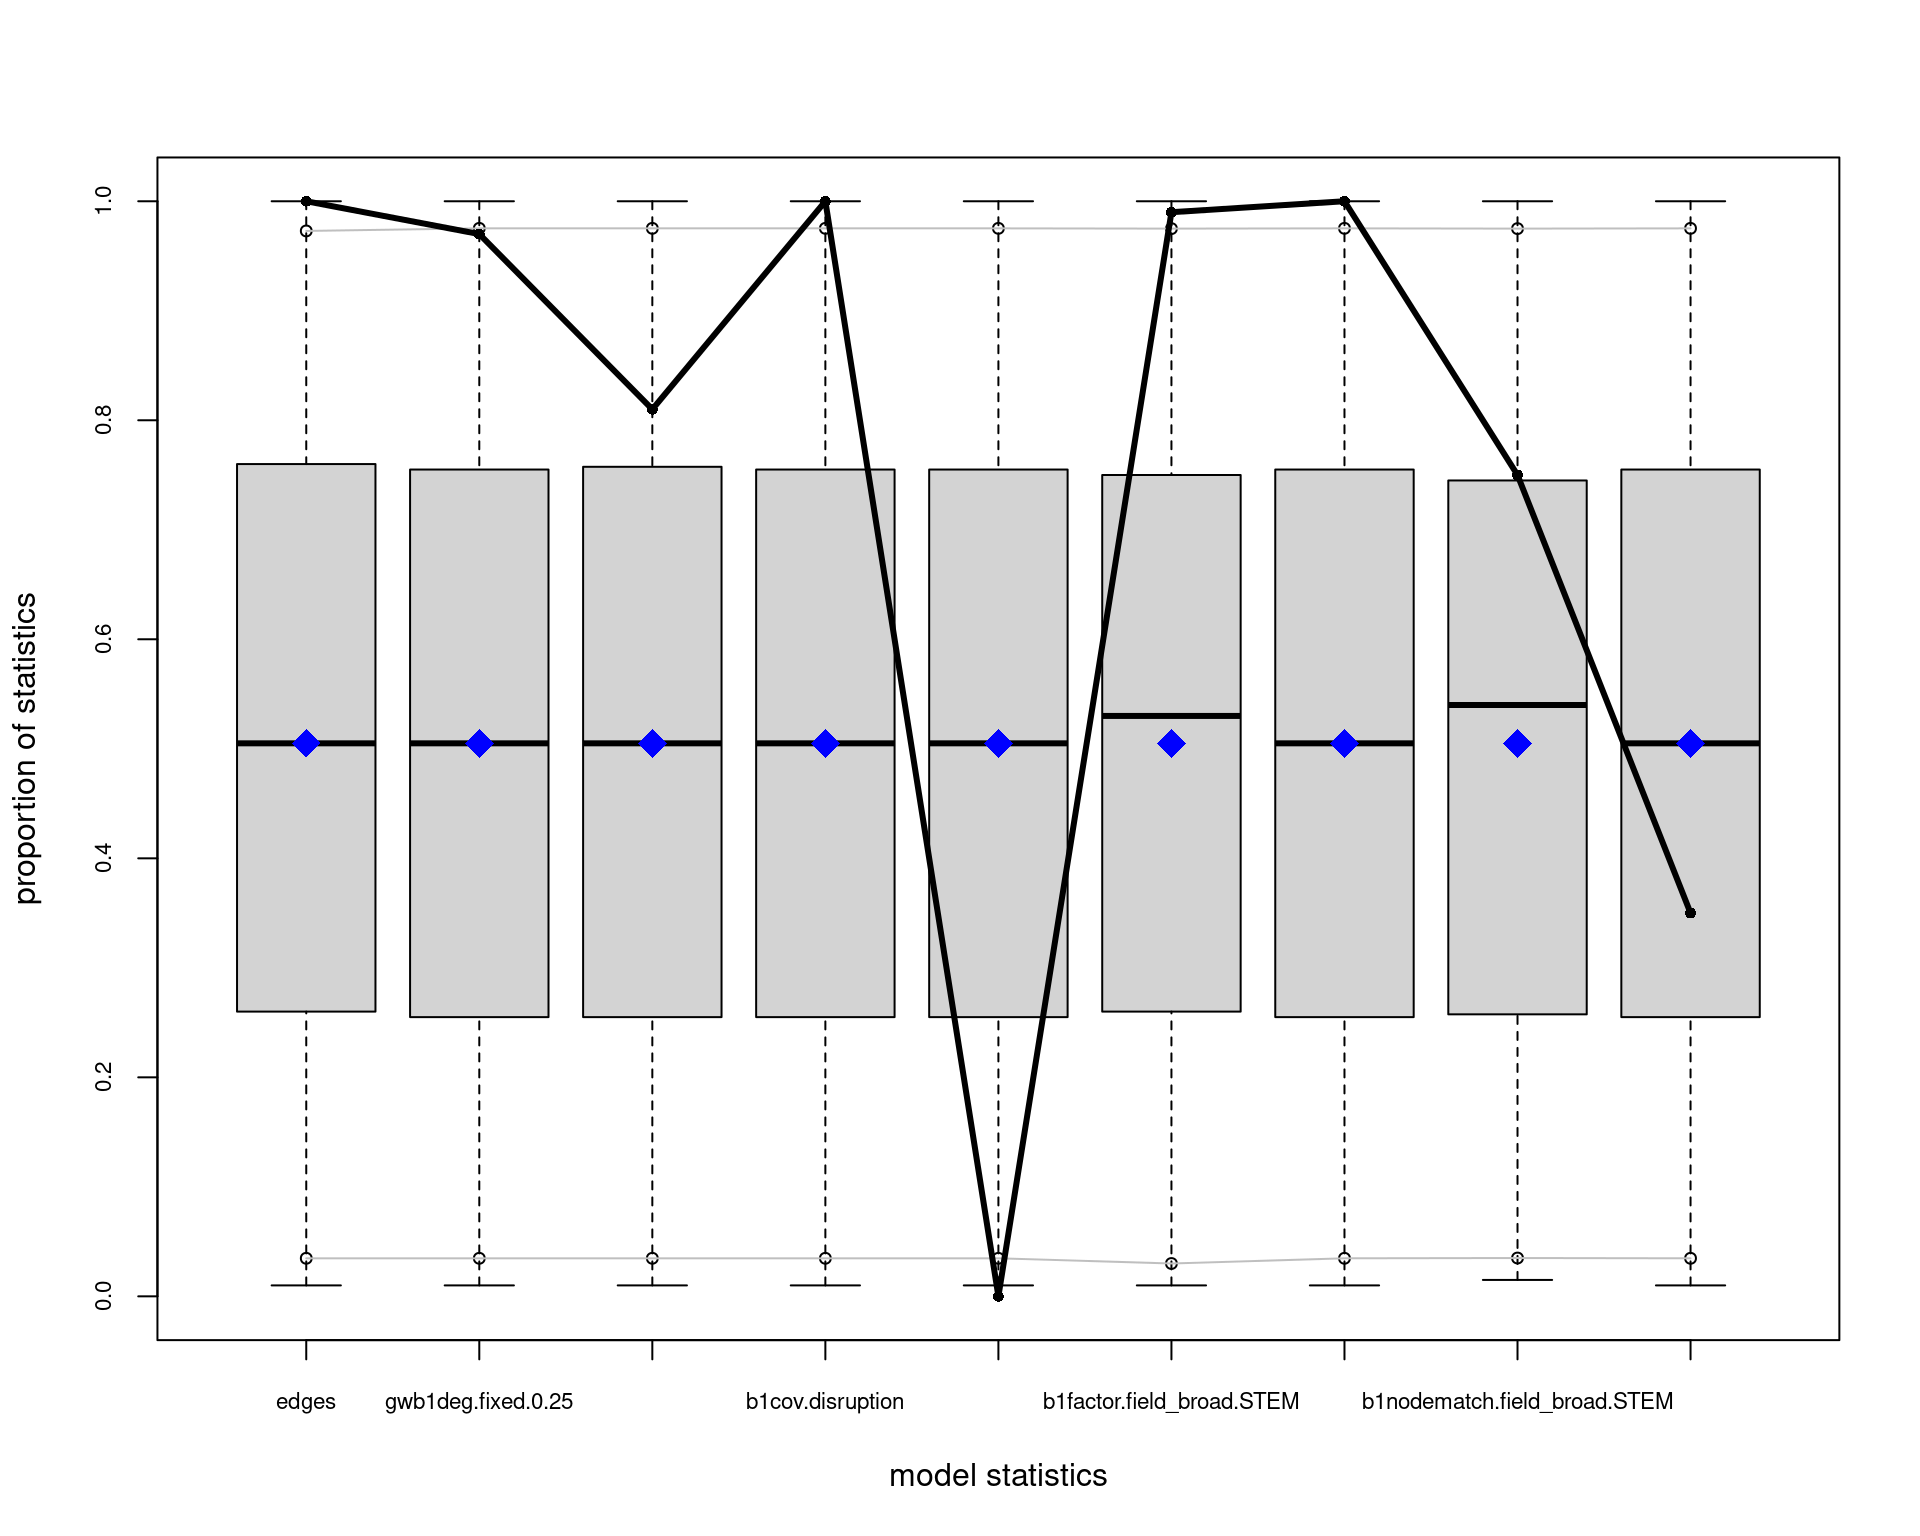 proportion of statistics
1.0
0.8
0.6
0.4
0.2
0.0
edges gwb1deg.fixed.0.25 b1cov.disruption b1factor.field_broad.STEM b1nodematch.field_broad.STEM
model statistics